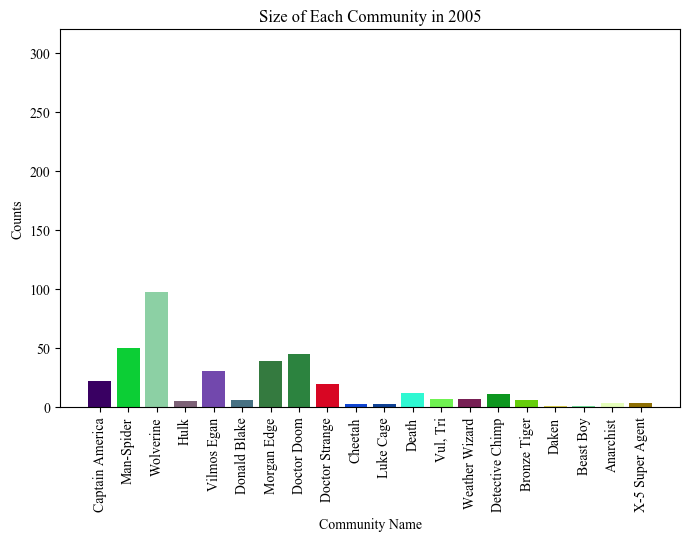 Size of Each Community in 2005
Counts
300
250
200
150
100
50
0
Captain America
Man-Spider
Wolverine
Hulk
Vilmos Egan
Donald Blake
Morgan Edge
Doctor Doom
Doctor Strange
Cheetah
Luke Cage
Death
Vul, Tri
Weather Wizard
Detective Chimp
Bronze Tiger
Daken
Beast Boy
Anarchist
X-5 Super Agent
Community Name